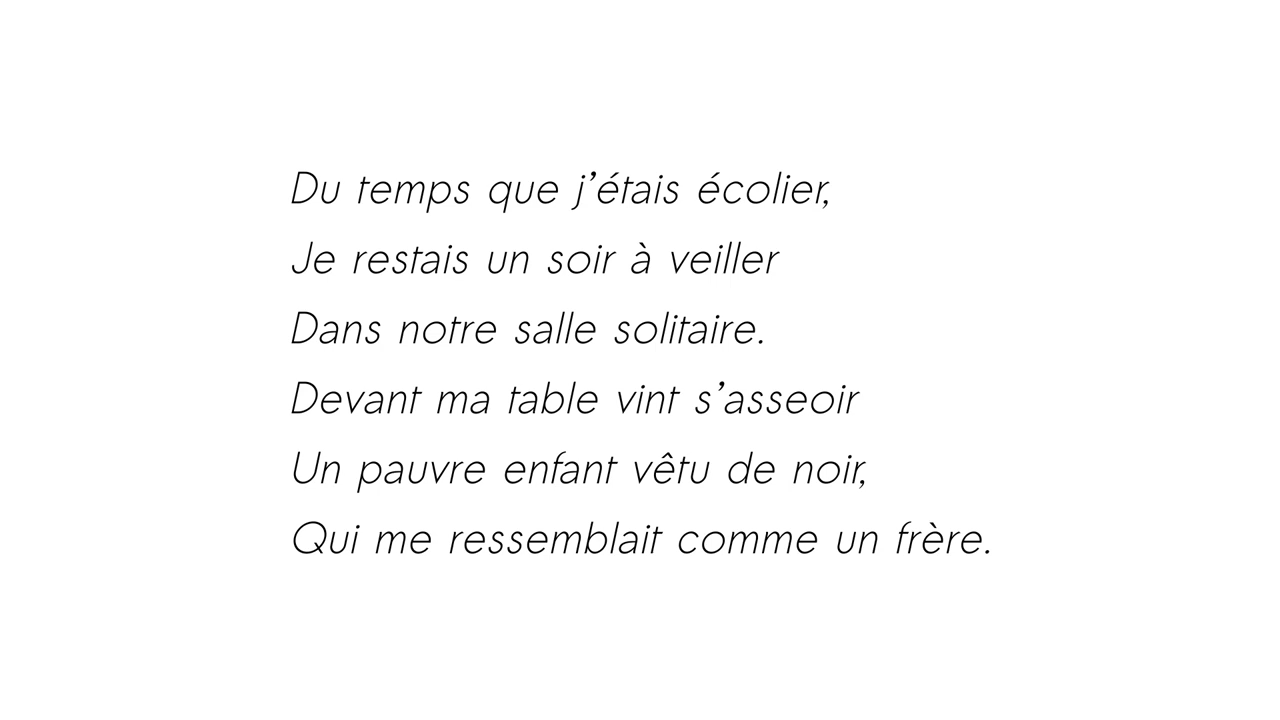 Du temps que j’étais écolier,
Je restais un soir à veiller
Dans notre salle solitaire.
Devant ma table vint s’asseoir
Un pauvre enfant vêtu de noir,
Qui me ressemblait comme un frère.